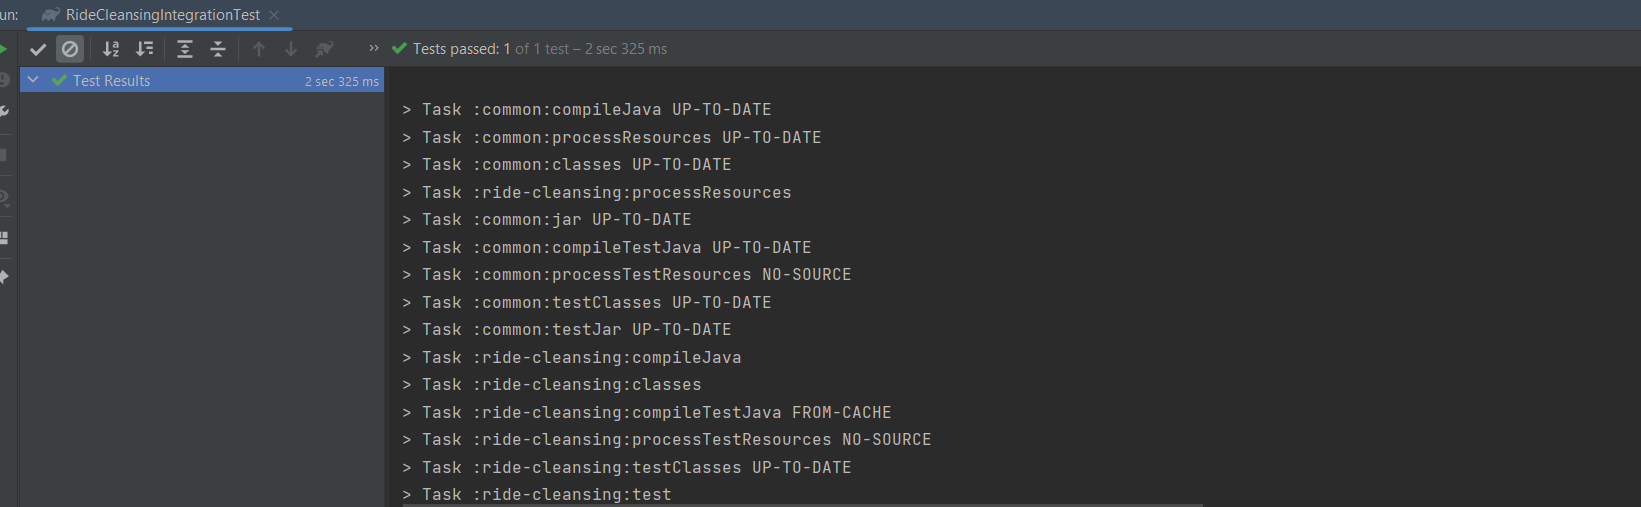 un: RideCleansingIntegrationTest
» Tests passed: 1 of 1 test – 2 sec 325 ms
Test Results 2 sec 325 ms
> Task :common:compileJava UP-TO-DATE
> Task :common:processResources UP-TO-DATE
> Task :common:classes UP-TO-DATE
> Task :ride-cleansing:processResources
> Task :common:jar UP-TO-DATE
> Task :common:compileTestJava UP-TO-DATE
> Task :common:processTestResources NO-SOURCE
> Task :common:testClasses UP-TO-DATE
> Task :common:testJar UP-TO-DATE
> Task :ride-cleansing:compileJava
> Task :ride-cleansing:classes
> Task :ride-cleansing:compileTestJava FROM-CACHE
> Task :ride-cleansing:processTestResources NO-SOURCE
> Task :ride-cleansing:testClasses UP-TO-DATE
> Task :ride-cleansing:test